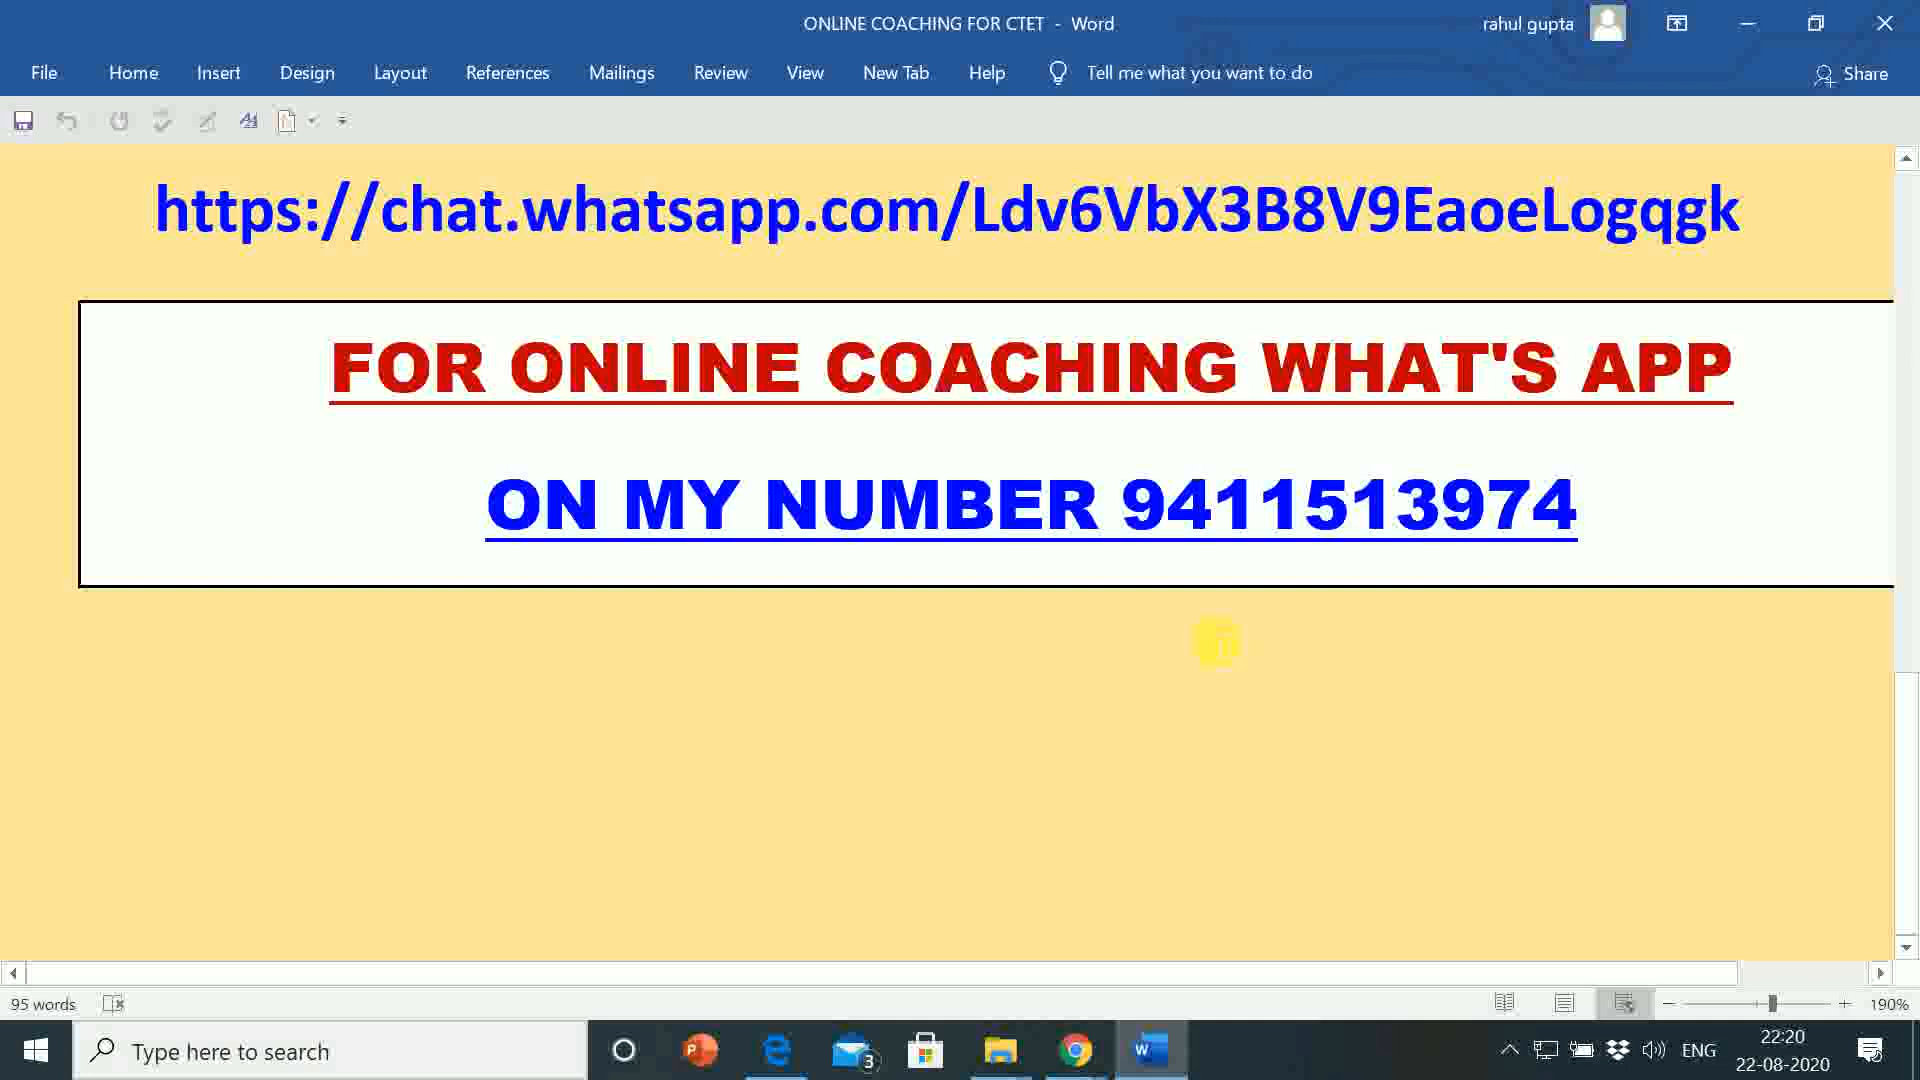 ONLINE COACHING FOR CTET - Word
rahul gupta
File Home Insert Design Layout References Mailings Review View New Tab Help Tell me what you want to do Share
https://chat.whatsapp.com/Ldv6VbX3B8V9EaoeLogqgk
FOR ONLINE COACHING WHAT'S APP
ON MY NUMBER 9411513974
95 words
190%
Type here to search
3
ENG
22:20
22-08-2020